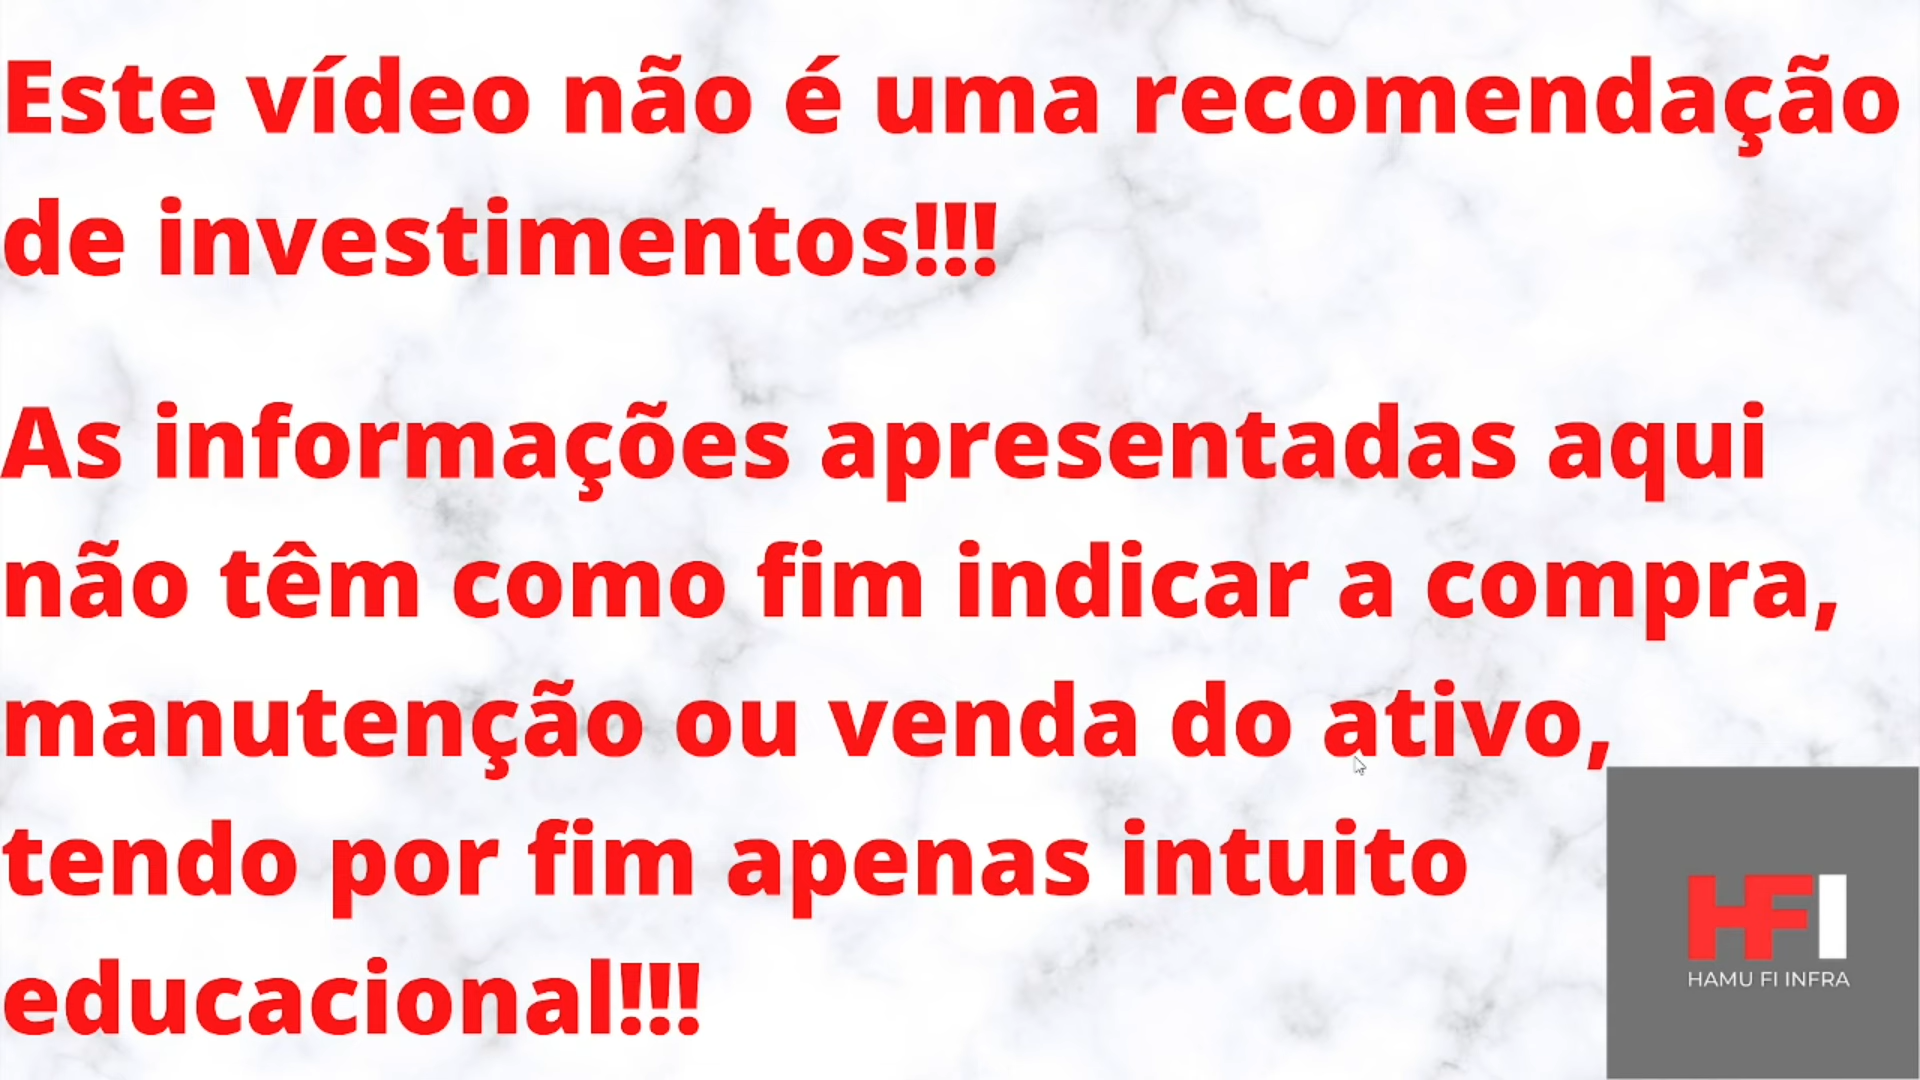 Este vídeo não é uma recomendação
de investimentos!!!
As informações apresentadas aqui
não têm como fim indicar a compra,
manutenção ou venda do ativo,
tendo por fim apenas intuito
educacional!!!
HFI
HAMU FI INFRA